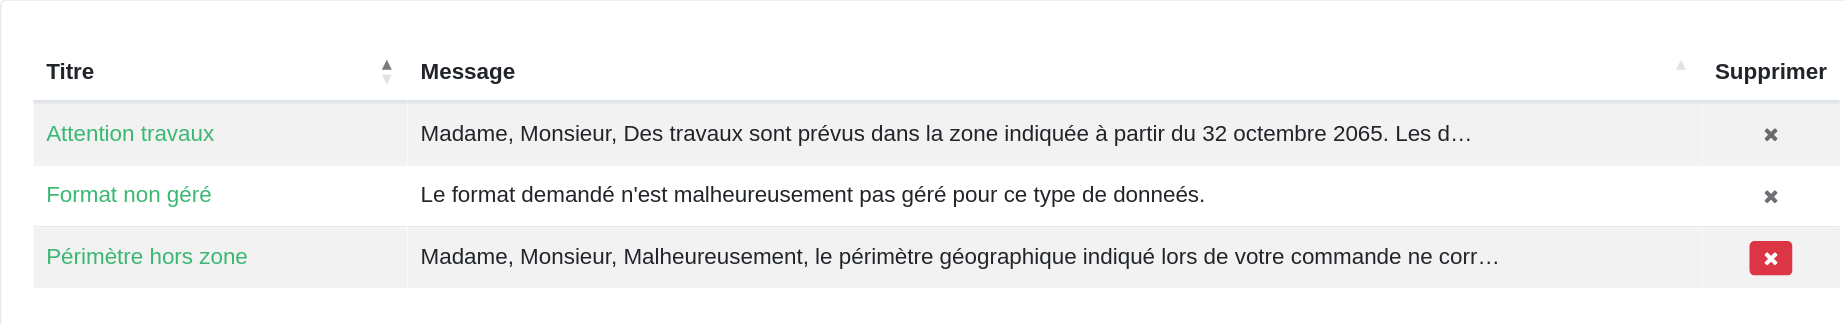 Titre Message Supprimer
Attention travaux Madame, Monsieur, Des travaux sont prévus dans la zone indiquée à partir du 32 octembre 2065. Les d…
Format non géré Le format demandé n'est malheureusement pas géré pour ce type de donneés.
Périmètre hors zone Madame, Monsieur, Malheureusement, le périmètre géographique indiqué lors de votre commande ne corr…